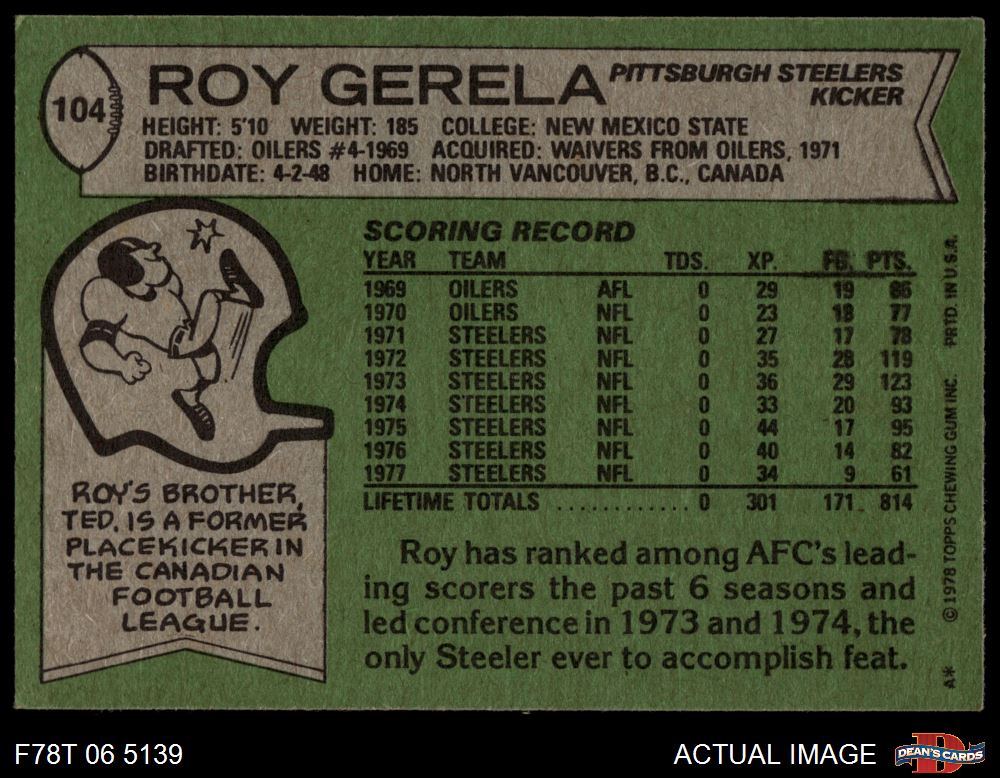 104
ROY GERELA
PITTSBURGH STEELERS
KICKER
HEIGHT: 5'10 WEIGHT: 185 COLLEGE: NEW MEXICO STATE
DRAFTED: OILERS #4-1969 ACQUIRED: WAIVERS FROM OILERS, 1971
BIRTHDATE: 4-2-48 HOME: NORTH VANCOUVER, B.C., CANADA
SCORING RECORD
YEAR TEAM TDS. XP. FG. PTS.
1969 OILERS AFL 0 29 19 86
1970 OILERS NFL 0 23 18 77
1971 STEELERS NFL 0 27 17 78
1972 STEELERS NFL 0 35 28 119
1973 STEELERS NFL 0 36 29 123
1974 STEELERS NFL 0 33 20 93
1975 STEELERS NFL 0 44 17 95
1976 STEELERS NFL 0 40 14 82
1977 STEELERS NFL 0 34 9 61
LIFETIME TOTALS ............ 0 301 171 814
ROY'S BROTHER,
TED, IS A FORMER
PLACEKICKER IN
THE CANADIAN
FOOTBALL
LEAGUE.
Roy has ranked among AFC's lead-
ing scorers the past 6 seasons and
led conference in 1973 and 1974, the
only Steeler ever to accomplish feat.
A* ©1978 TOPPS CHEWING GUM INC. PRTD. IN U.S.A.
F78T 06 5139
ACTUAL IMAGE
D
DEAN'S CARDS